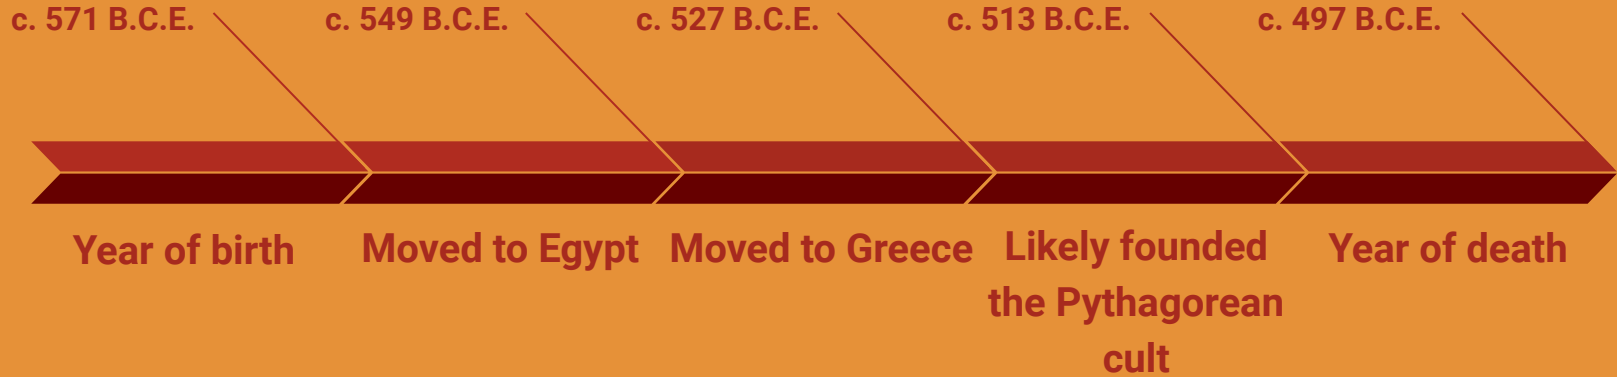 c. 571 B.C.E.
c. 549 B.C.E.
c. 527 B.C.E.
c. 513 B.C.E.
c. 497 B.C.E.
Year of birth
Moved to Egypt
Moved to Greece
Likely founded
the Pythagorean
cult
Year of death